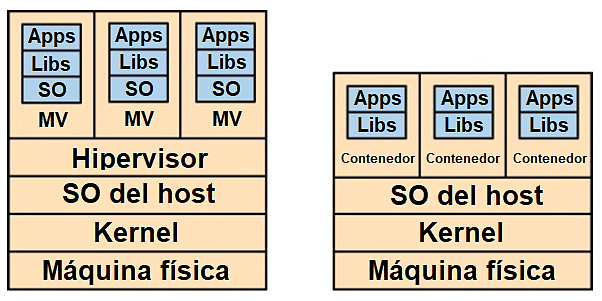 Apps Apps Apps
Libs Libs Libs
SO SO SO
MV MV MV
Hipervisor
SO del host
Kernel
Máquina física
Apps Apps Apps
Libs Libs Libs
Contenedor Contenedor Contenedor
SO del host
Kernel
Máquina física